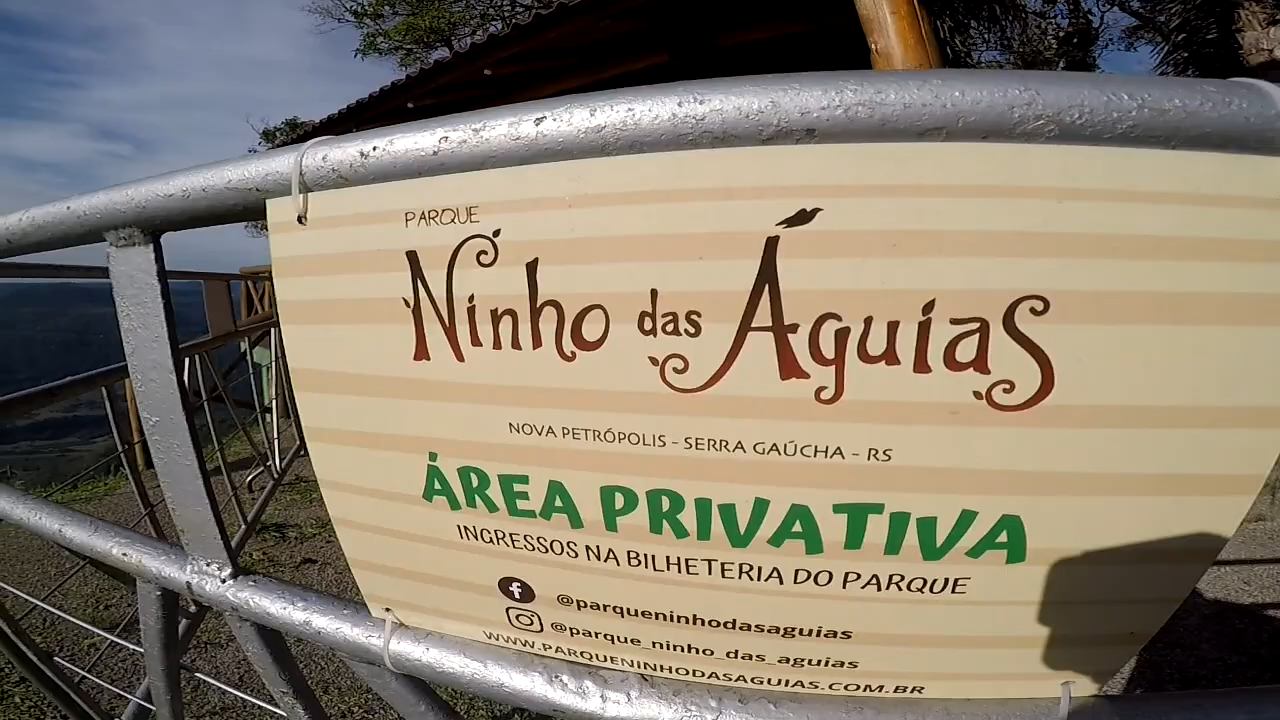 PARQUE
Ninho das Águias
NOVA PETRÓPOLIS - SERRA GAÚCHA - RS
ÁREA PRIVATIVA
INGRESSOS NA BILHETERIA DO PARQUE
@parqueninhodasaguias
@parque_ninho_das_aguias
WWW.PARQUENINHODASAGUIAS.COM.BR